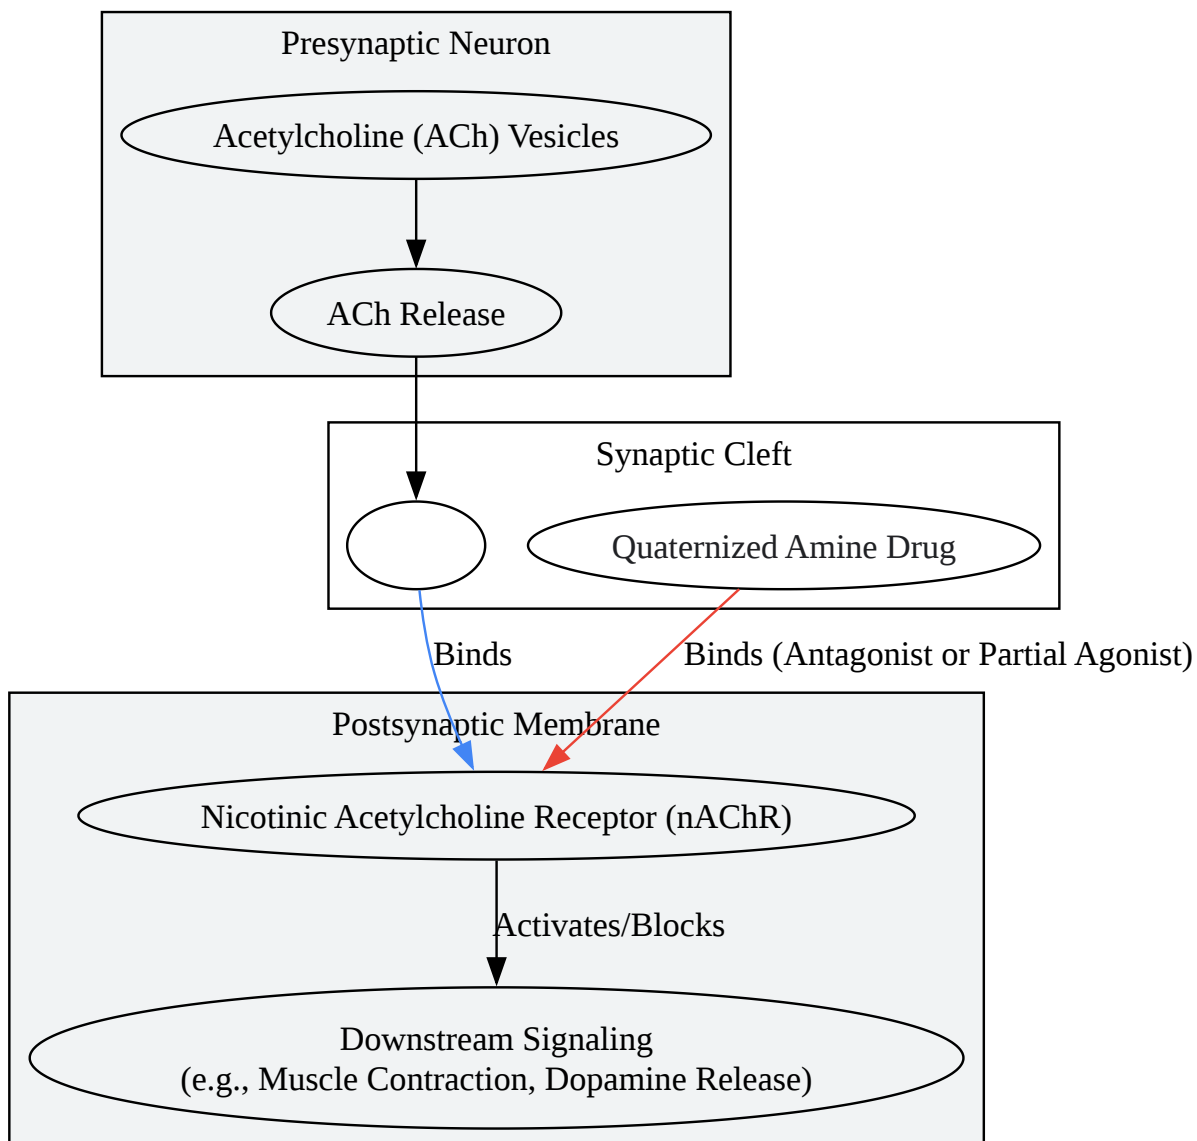 Presynaptic Neuron
Acetylcholine (ACh) Vesicles
ACh Release
Synaptic Cleft
Quaternized Amine Drug
Binds
Binds (Antagonist or Partial Agonist)
Postsynaptic Membrane
Nicotinic Acetylcholine Receptor (nAChR)
Activates/Blocks
Downstream Signaling
(e.g., Muscle Contraction, Dopamine Release)